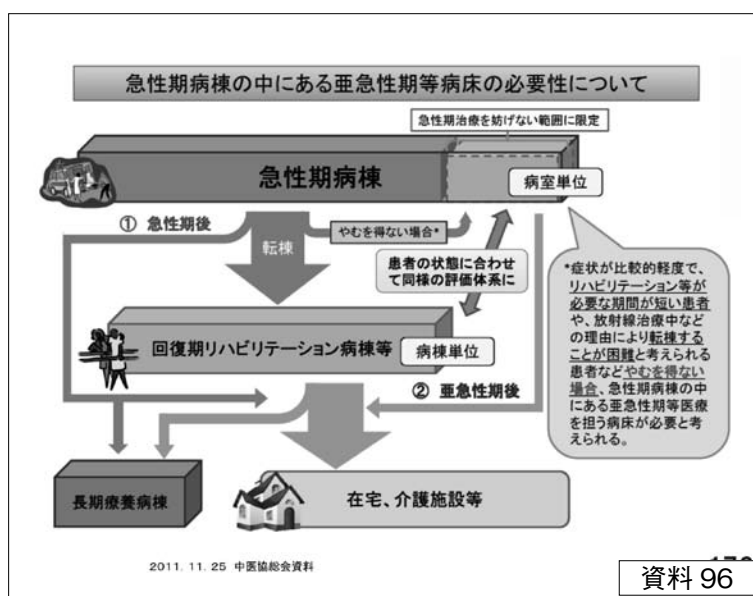 急性期病棟の中にある亜急性期等病床の必要性について
急性期治療を妨げない範囲に限定
急性期病棟
病室単位
① 急性期後
転棟
やむを得ない場合*
患者の状態に合わせ
て同様の評価体系に
*症状が比較的軽度で、
リハビリテーション等が
必要な期間が短い患者
や、放射線治療中など
の理由により転棟する
ことが困難と考えられる
患者などやむを得ない
場合、急性期病棟の中
にある亜急性期等医療
を担う病床が必要と考
えられる。
回復期リハビリテーション病棟等
病棟単位
② 亜急性期後
長期療養病棟
在宅、介護施設等
2011. 11. 25 中医協総会資料
資料 96